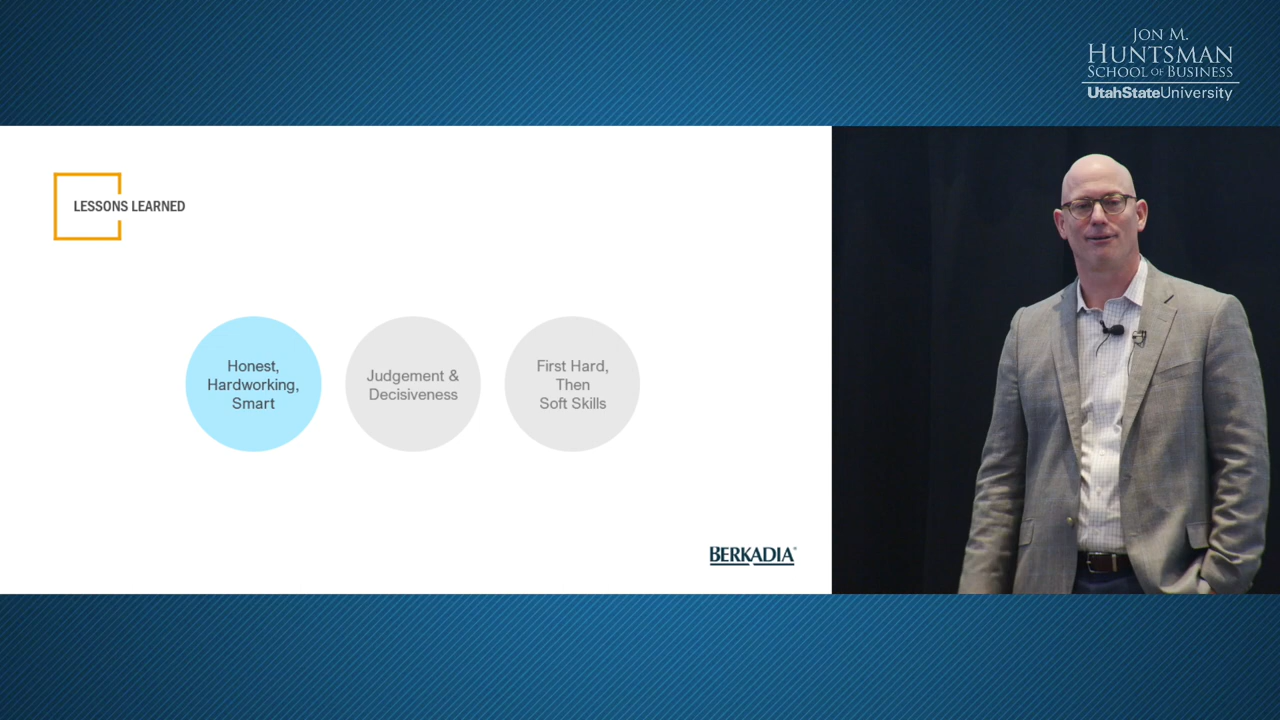 JON M.
HUNTSMAN
SCHOOL OF BUSINESS
UtahStateUniversity
LESSONS LEARNED
Honest,
Hardworking,
Smart
Judgement &
Decisiveness
First Hard,
Then
Soft Skills
BERKADIA®